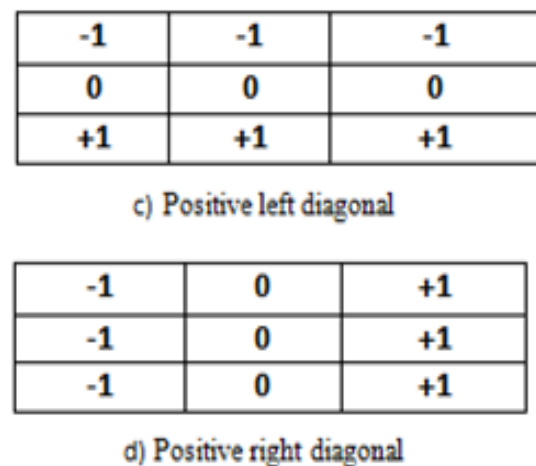 -1 -1 -1
0 0 0
+1 +1 +1
c) Positive left diagonal
-1 0 +1
-1 0 +1
-1 0 +1
d) Positive right diagonal